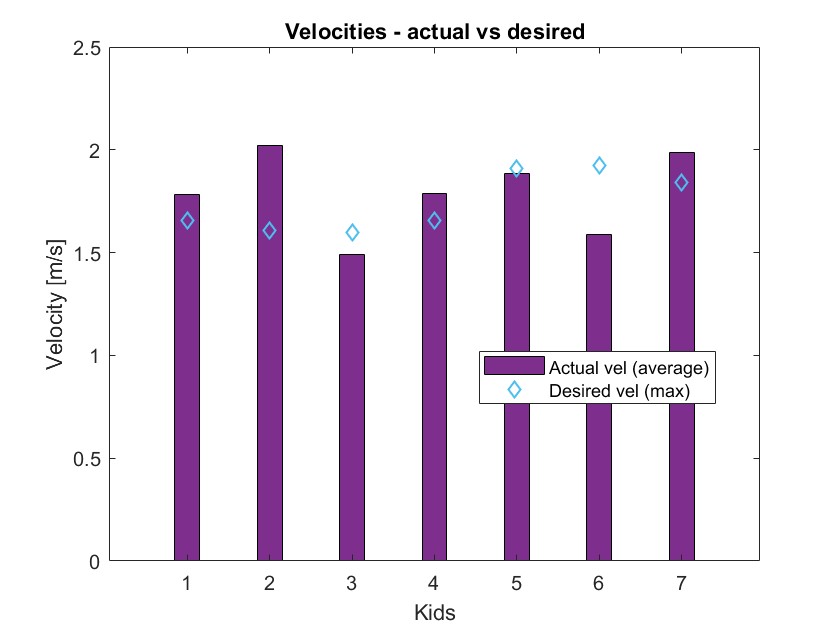 Velocities - actual vs desired
2.5
2
1.5
1
0.5
0
Velocity [m/s]
Actual vel (average)
Desired vel (max)
1 2 3 4 5 6 7
Kids